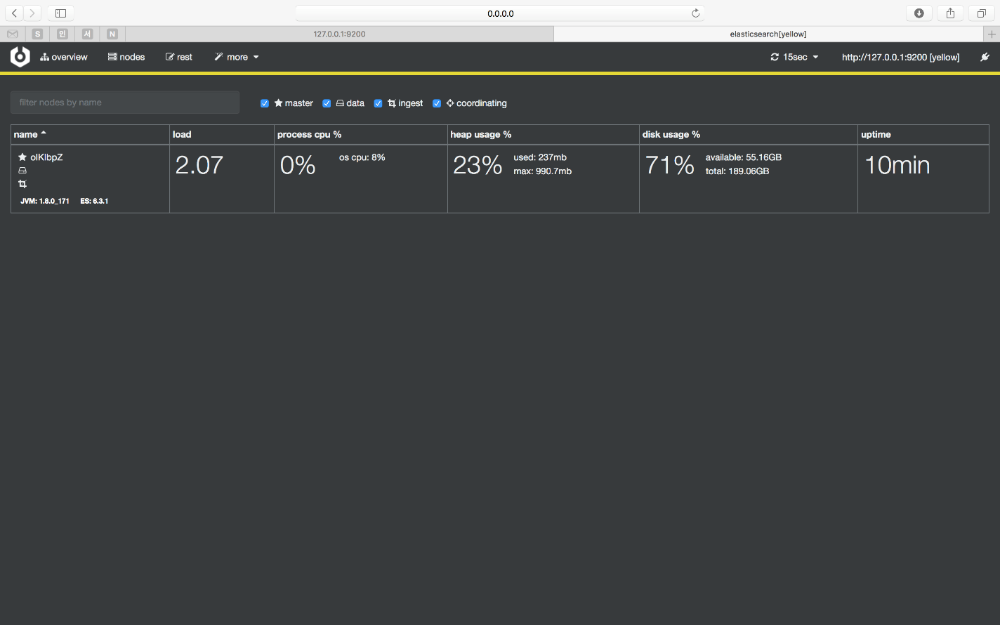 0.0.0.0
S 인 서 N 127.0.0.1:9200 elasticsearch[yellow]
overview nodes rest more 15sec http://127.0.0.1:9200 [yellow]
filter nodes by name master data ingest coordinating
name load process cpu % heap usage % disk usage % uptime
olKlbpZ 2.07 0% os cpu: 8% 23% used: 237mb 71% available: 55.16GB 10min
max: 990.7mb total: 189.06GB
JVM: 1.8.0_171 ES: 6.3.1